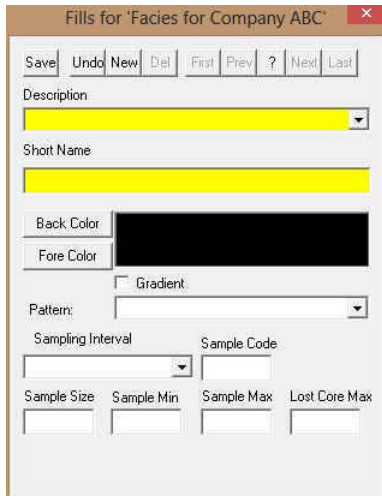 Fills for 'Facies for Company ABC' ×
Save Undo New Del First Prev ? Next Last
Description
Short Name
Back Color
Fore Color
Gradient
Pattern:
Sampling Interval Sample Code
Sample Size Sample Min Sample Max Lost Core Max